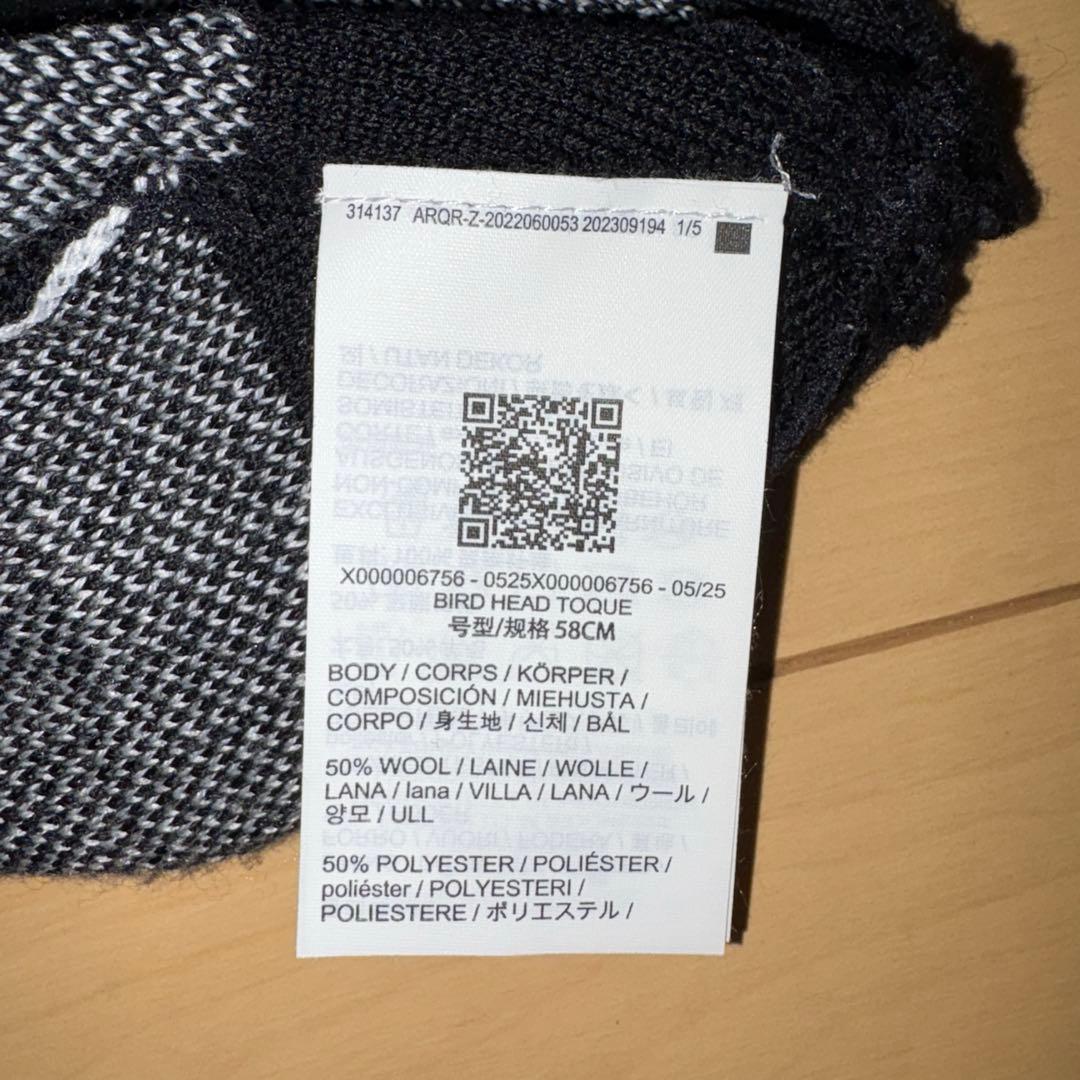 314137 ARQR-Z-2022060053 202309194 1/5
X000006756 - 0525X000006756 - 05/25
BIRD HEAD TOQUE
号型/规格 58CM
BODY / CORPS / KÖRPER /
COMPOSICIÓN / MIEHUSTA /
CORPO / 身生地 / 신체 / BÅL
50% WOOL / LAINE / WOLLE /
LANA / lana / VILLA / LANA / ウール /
양모 / ULL
50% POLYESTER / POLIÉSTER /
poliéster / POLYESTERI /
POLIESTERE / ポリエステル /